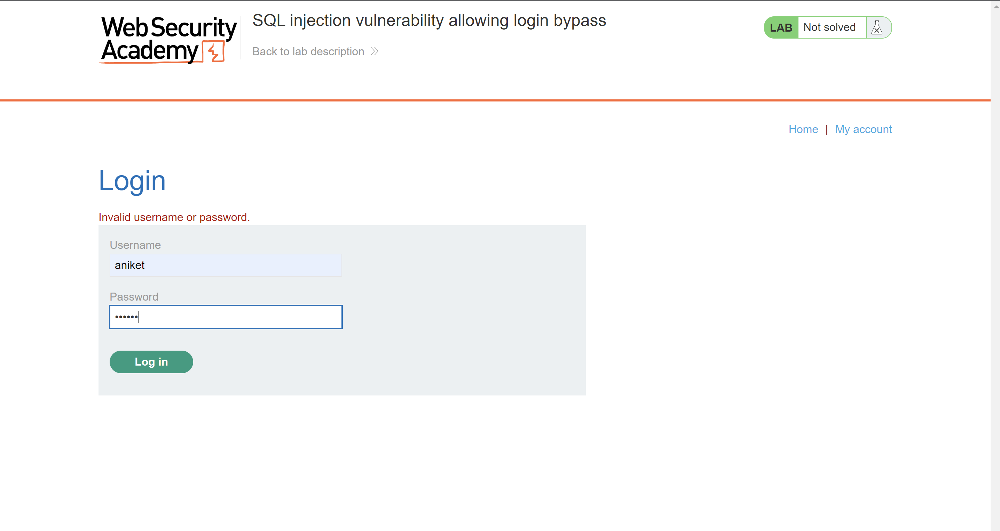 Web Security
Academy
SQL injection vulnerability allowing login bypass
Back to lab description
LAB Not solved
Home | My account
Login
Invalid username or password.
Username
aniket
Password
••••••
Log in